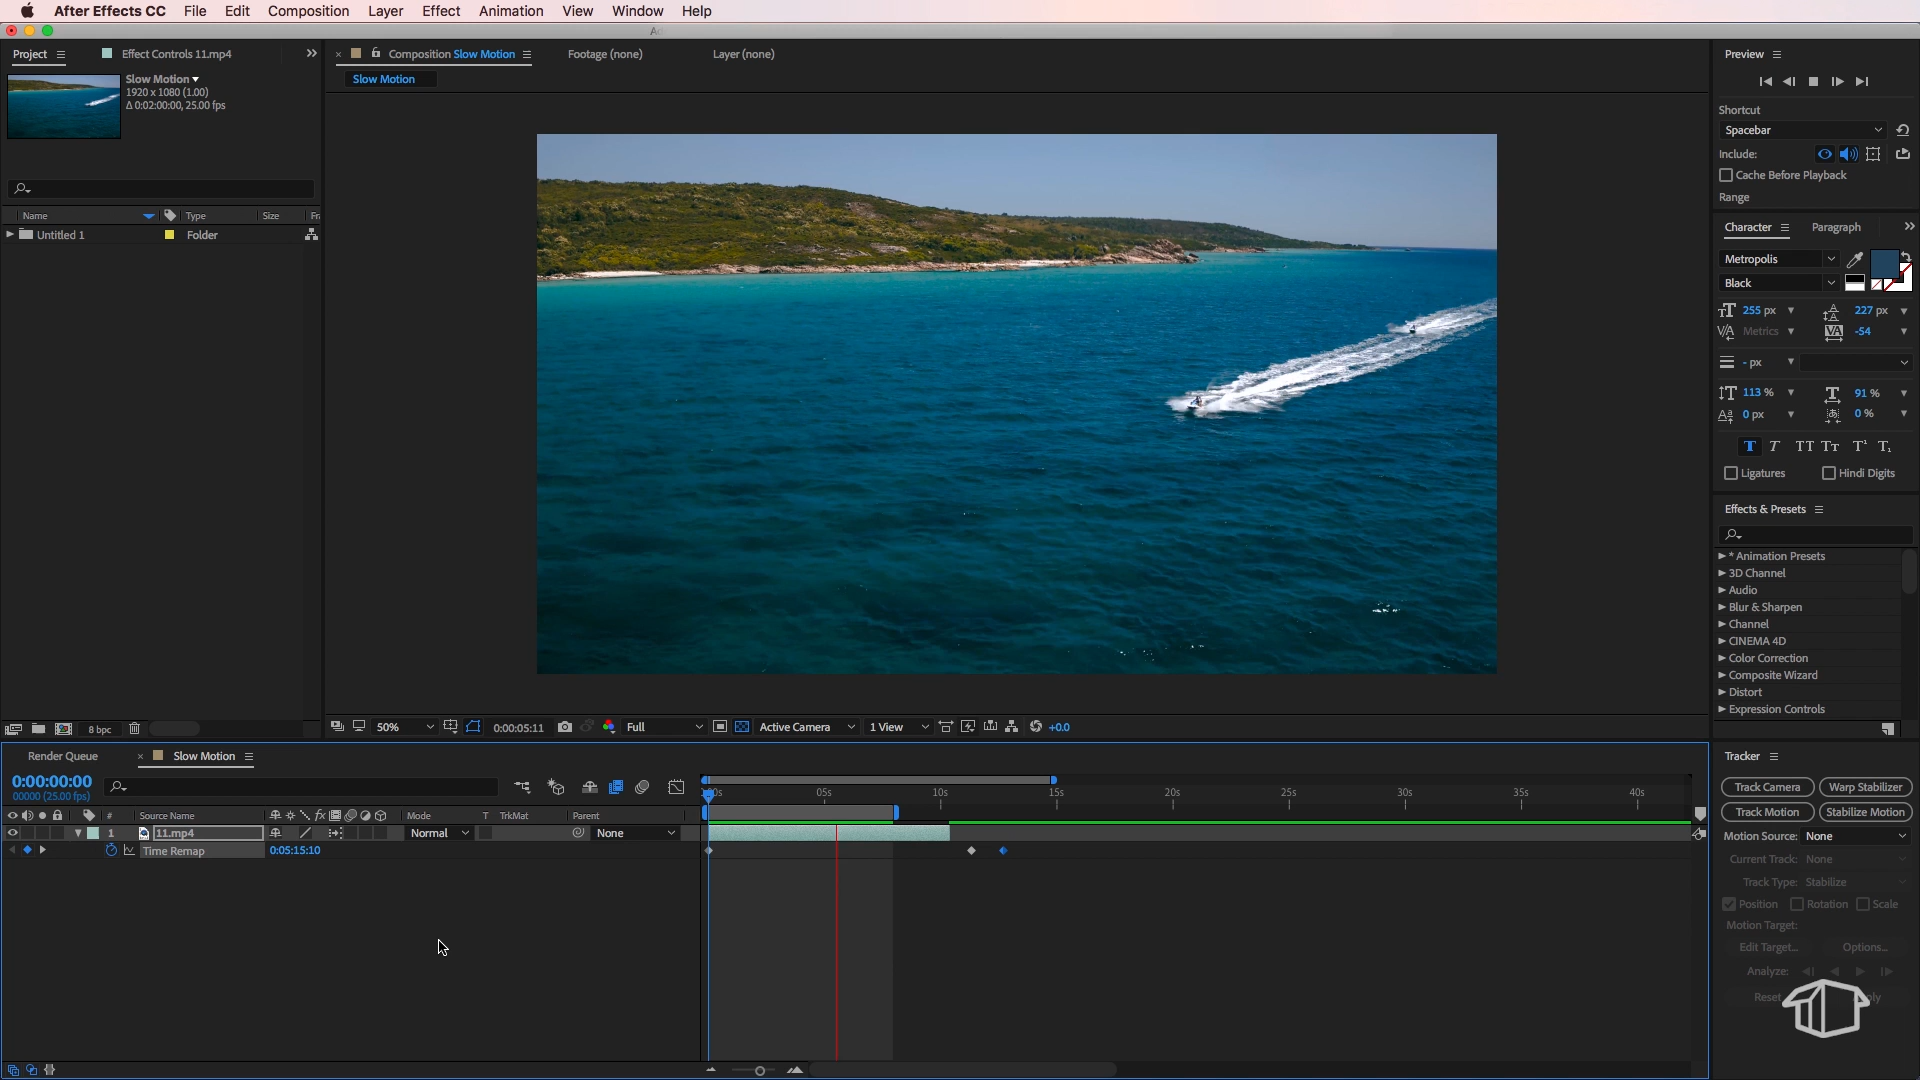 After Effects CC File Edit Composition Layer Effect Animation View Window Help
Project
Effect Controls 11.mp4
Composition Slow Motion
Footage (none)
Layer (none)
Slow Motion
Slow Motion
1920 x 1080 (1.00)
Δ 0:02:00:00, 25.00 fps
Name Type Size Fr
Untitled 1 Folder
8 bpc
50%
0:00:05:11
Full
Active Camera
1 View
+0.0
Preview
Shortcut
Spacebar
Include:
Cache Before Playback
Range
Character
Paragraph
Metropolis
Black
255 px 227 px
Metrics -54
- px
113 % 91 %
0 px 0 %
T T TT Tт T¹ T₁
Ligatures Hindi Digits
Effects & Presets
* Animation Presets
3D Channel
Audio
Blur & Sharpen
Channel
CINEMA 4D
Color Correction
Composite Wizard
Distort
Expression Controls
Render Queue
Slow Motion
0:00:00:00
00000 (25.00 fps)
# Source Name Mode T TrkMat Parent
1 11.mp4 Normal None
Time Remap 0:05:15:10
05s 10s 15s 20s 25s 30s 35s 40s
Tracker
Track Camera Warp Stabilizer
Track Motion Stabilize Motion
Motion Source: None
Current Track: None
Track Type: Stabilize
Position Rotation Scale
Motion Target:
Edit Target... Options...
Analyze:
Reset